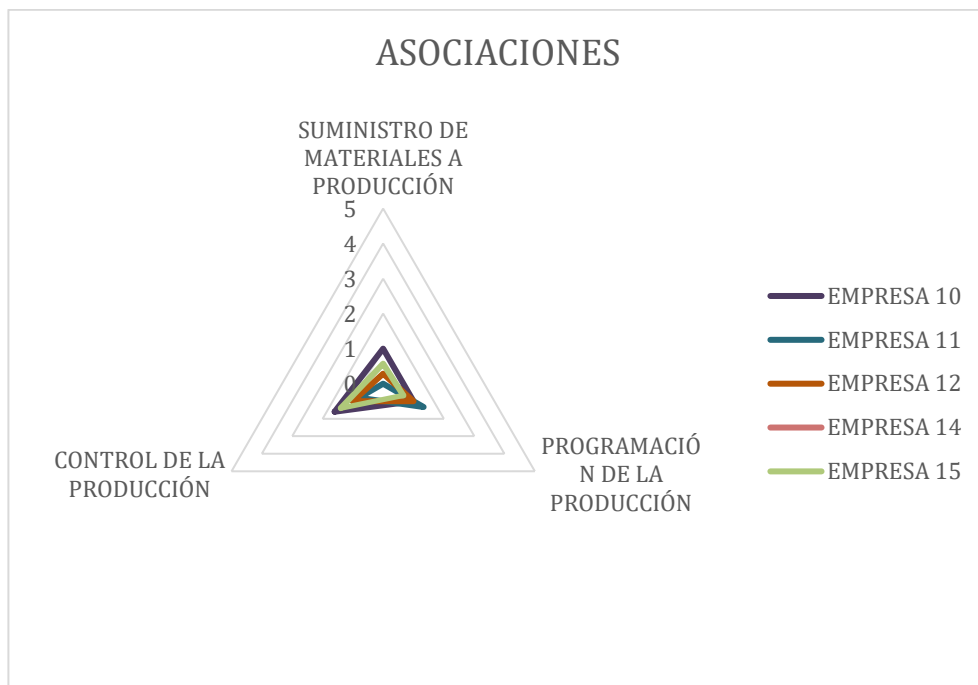 ASOCIACIONES
SUMINISTRO DE
MATERIALES A
PRODUCCIÓN
5
4
3
2
1
0
PROGRAMACIÓ
N DE LA
PRODUCCIÓN
CONTROL DE LA
PRODUCCIÓN
EMPRESA 10
EMPRESA 11
EMPRESA 12
EMPRESA 14
EMPRESA 15